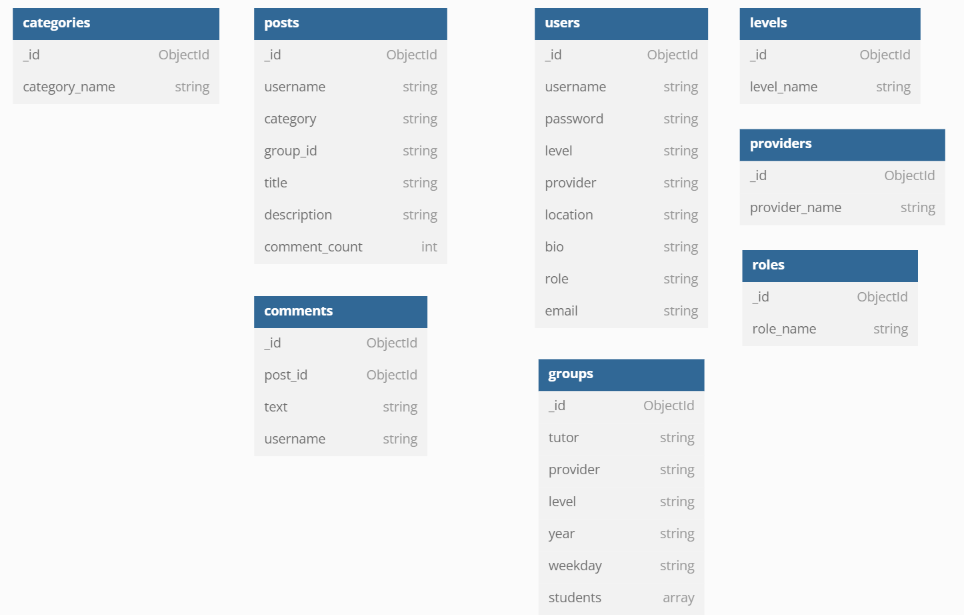 categories
_id ObjectId
category_name string
posts
_id ObjectId
username string
category string
group_id string
title string
description string
comment_count int
comments
_id ObjectId
post_id ObjectId
text string
username string
users
_id ObjectId
username string
password string
level string
provider string
location string
bio string
role string
email string
groups
_id ObjectId
tutor string
provider string
level string
year string
weekday string
students array
levels
_id ObjectId
level_name string
providers
_id ObjectId
provider_name string
roles
_id ObjectId
role_name string